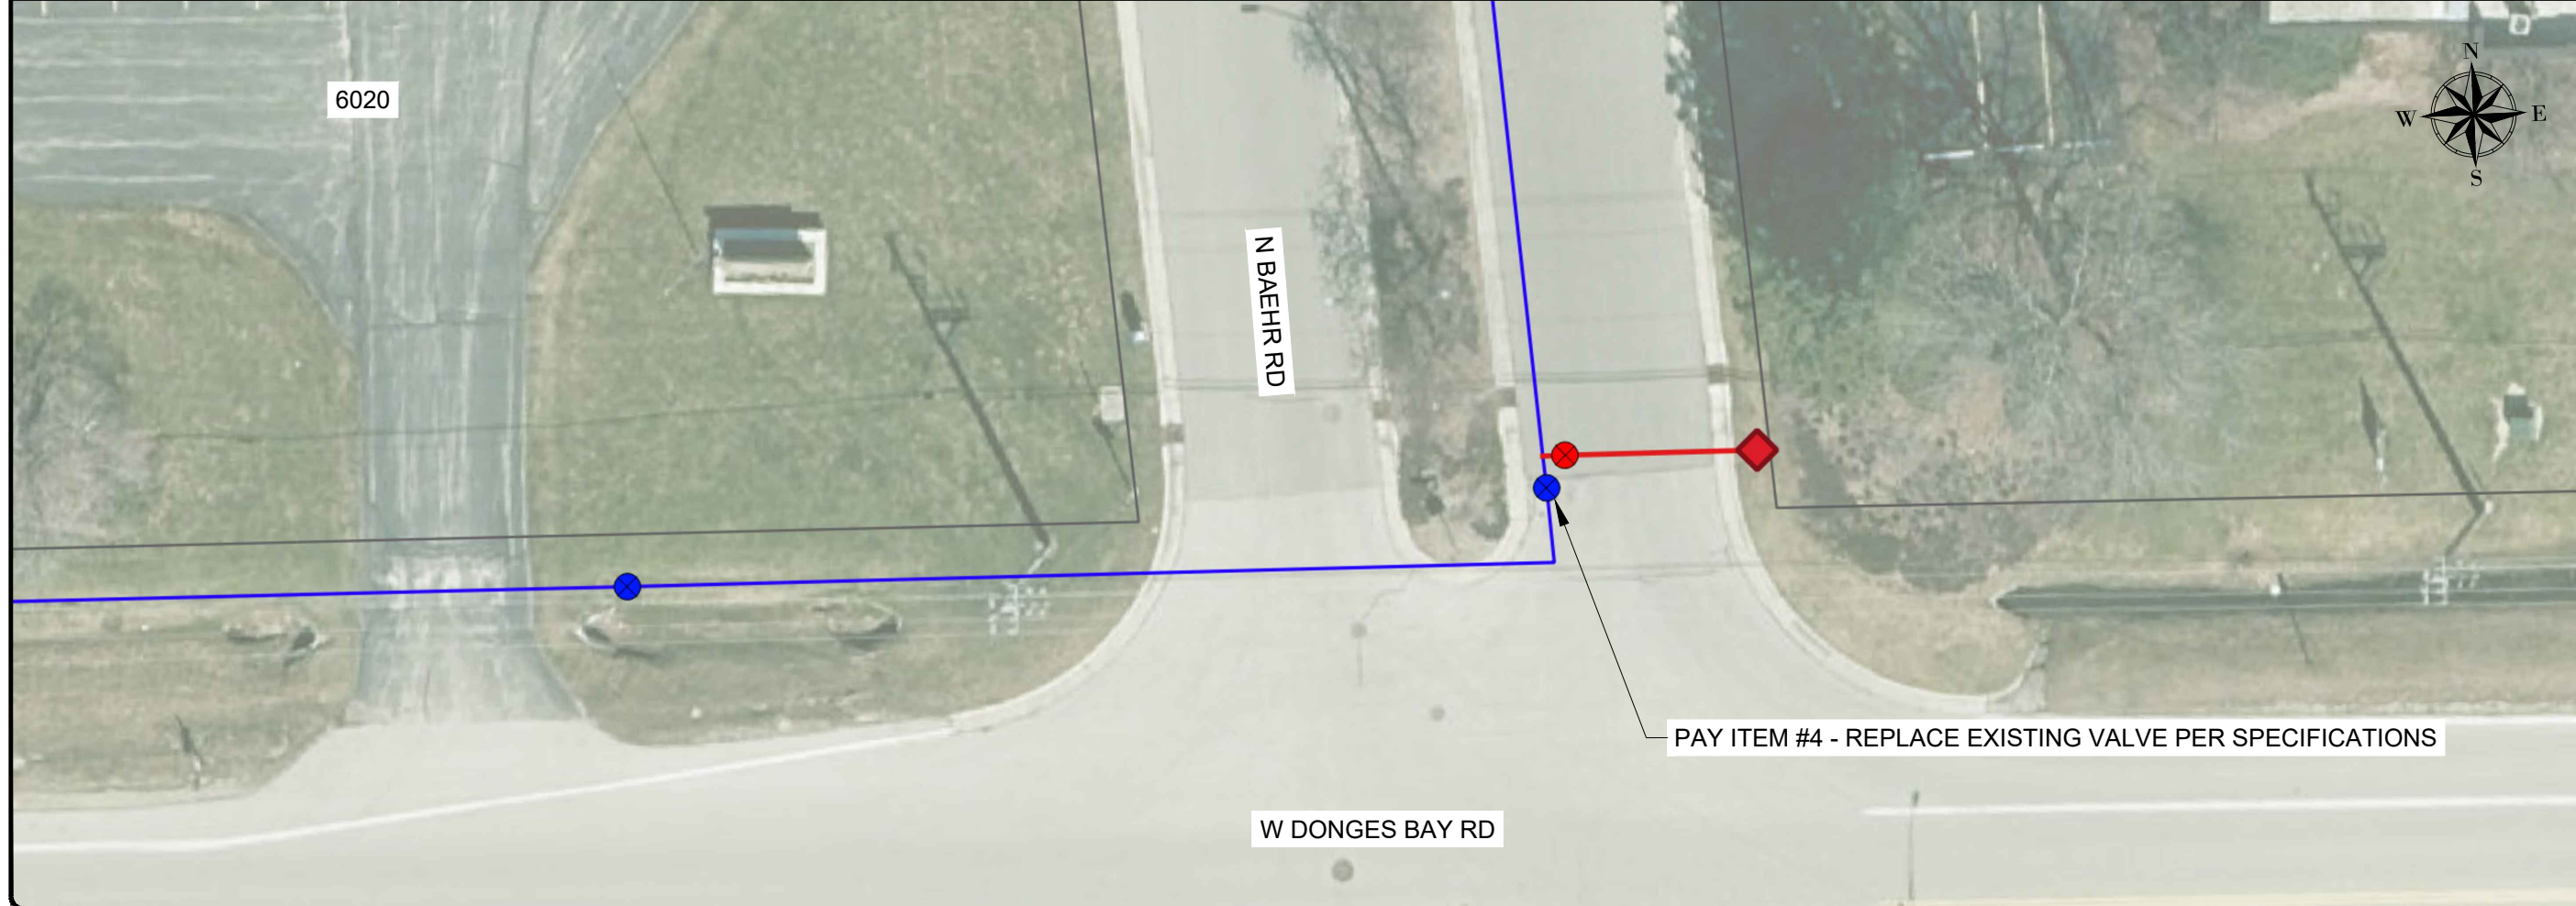 6020
N
W
E
S
N BAEHR RD
PAY ITEM #4 - REPLACE EXISTING VALVE PER SPECIFICATIONS
W DONGES BAY RD